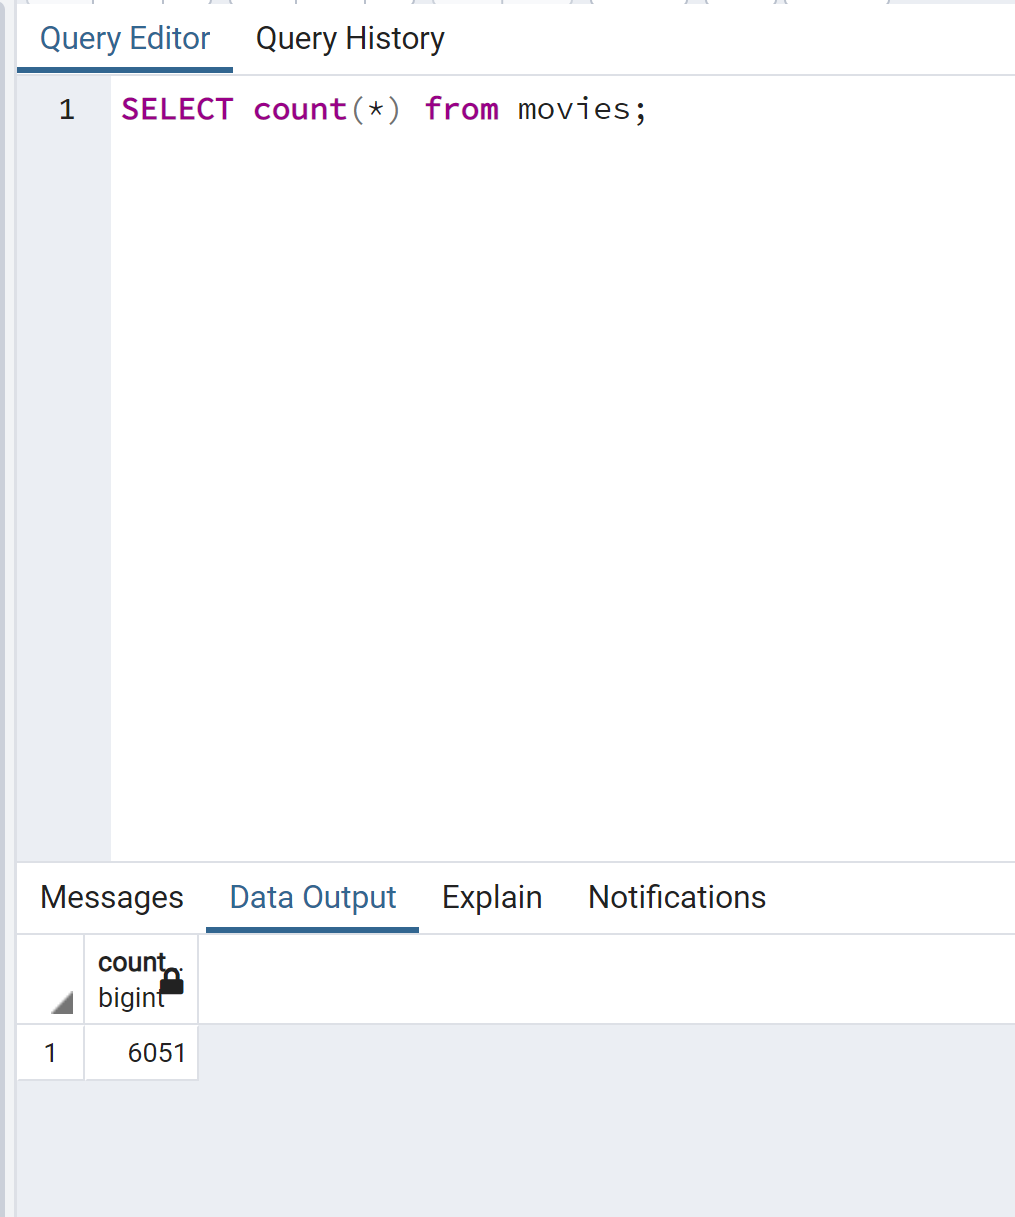 Query Editor Query History
1 SELECT count(*) from movies;
Messages Data Output Explain Notifications
count..
bigint
1 6051